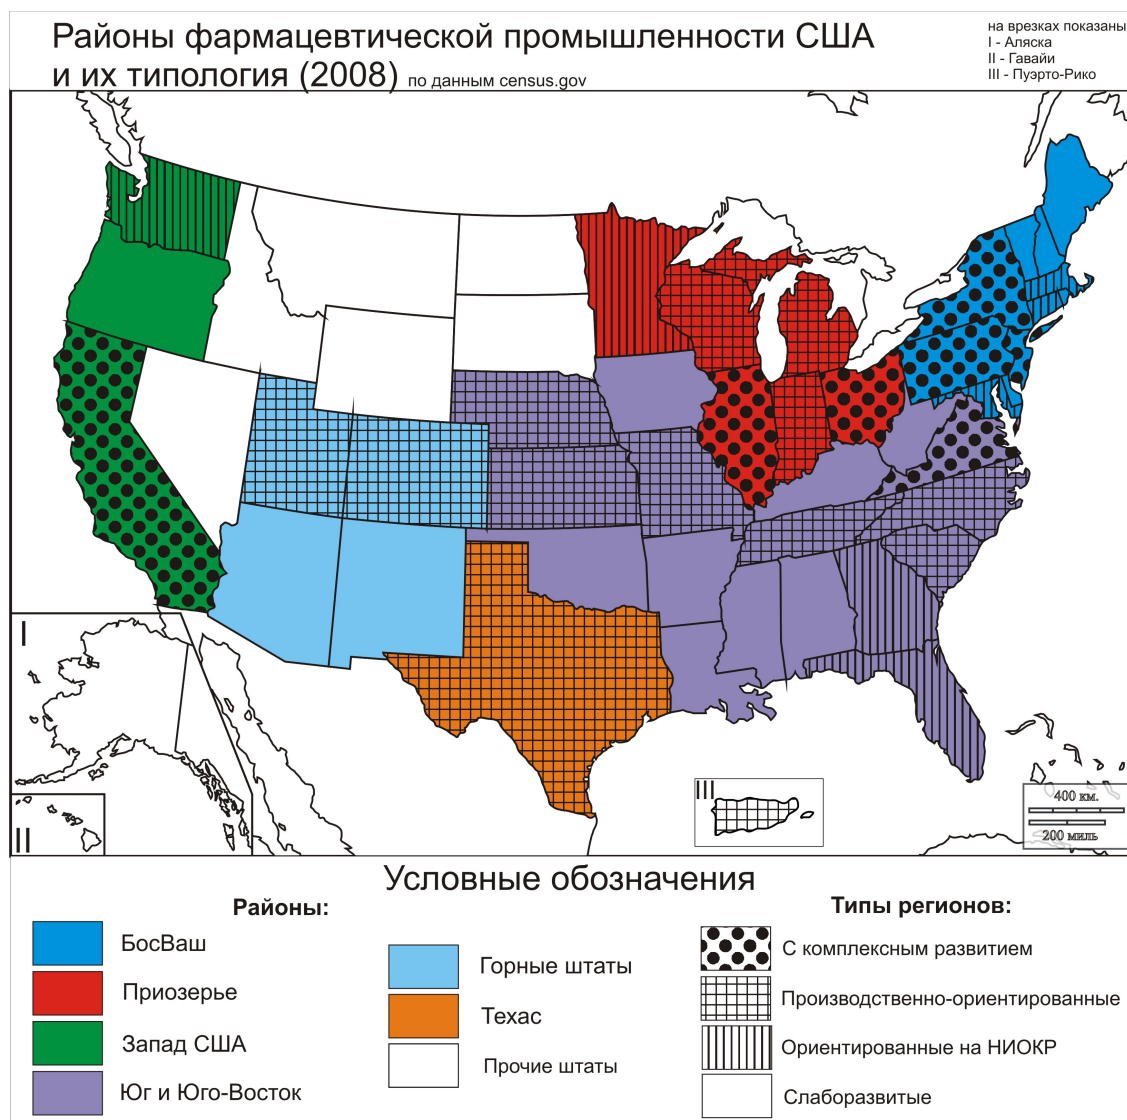 Районы фармацевтической промышленности США
и их типология (2008) по данным census.gov
на врезках показаны
I - Аляска
II - Гавайи
III - Пуэрто-Рико
I
II
III
400 км.
200 миль
Условные обозначения
Районы:
БосВаш
Приозерье
Запад США
Юг и Юго-Восток
Горные штаты
Техас
Прочие штаты
Типы регионов:
С комплексным развитием
Производственно-ориентированные
Ориентированные на НИОКР
Слаборазвитые